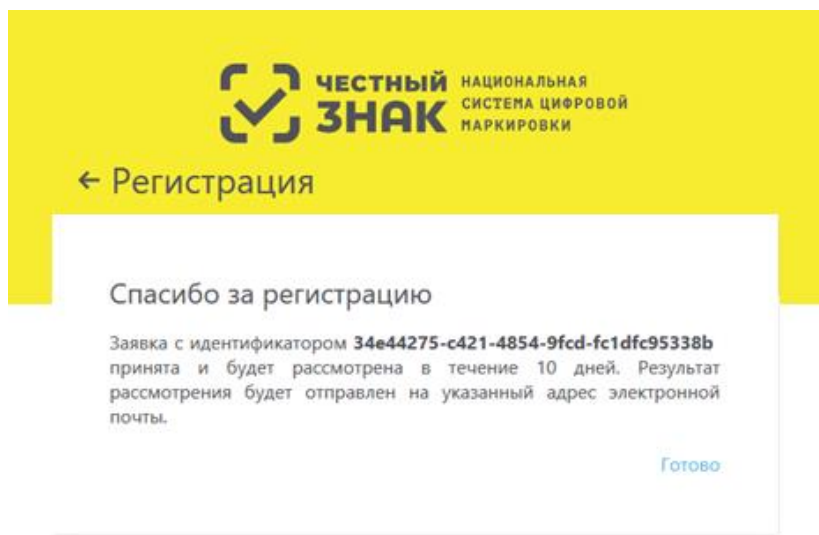 ЧЕСТНЫЙ
ЗНАК
НАЦИОНАЛЬНАЯ
СИСТЕМА ЦИФРОВОЙ
МАРКИРОВКИ
← Регистрация
Спасибо за регистрацию
Заявка с идентификатором 34e44275-c421-4854-9fcd-fc1dfc95338b
принята и будет рассмотрена в течение 10 дней. Результат
рассмотрения будет отправлен на указанный адрес электронной
почты.
Готово